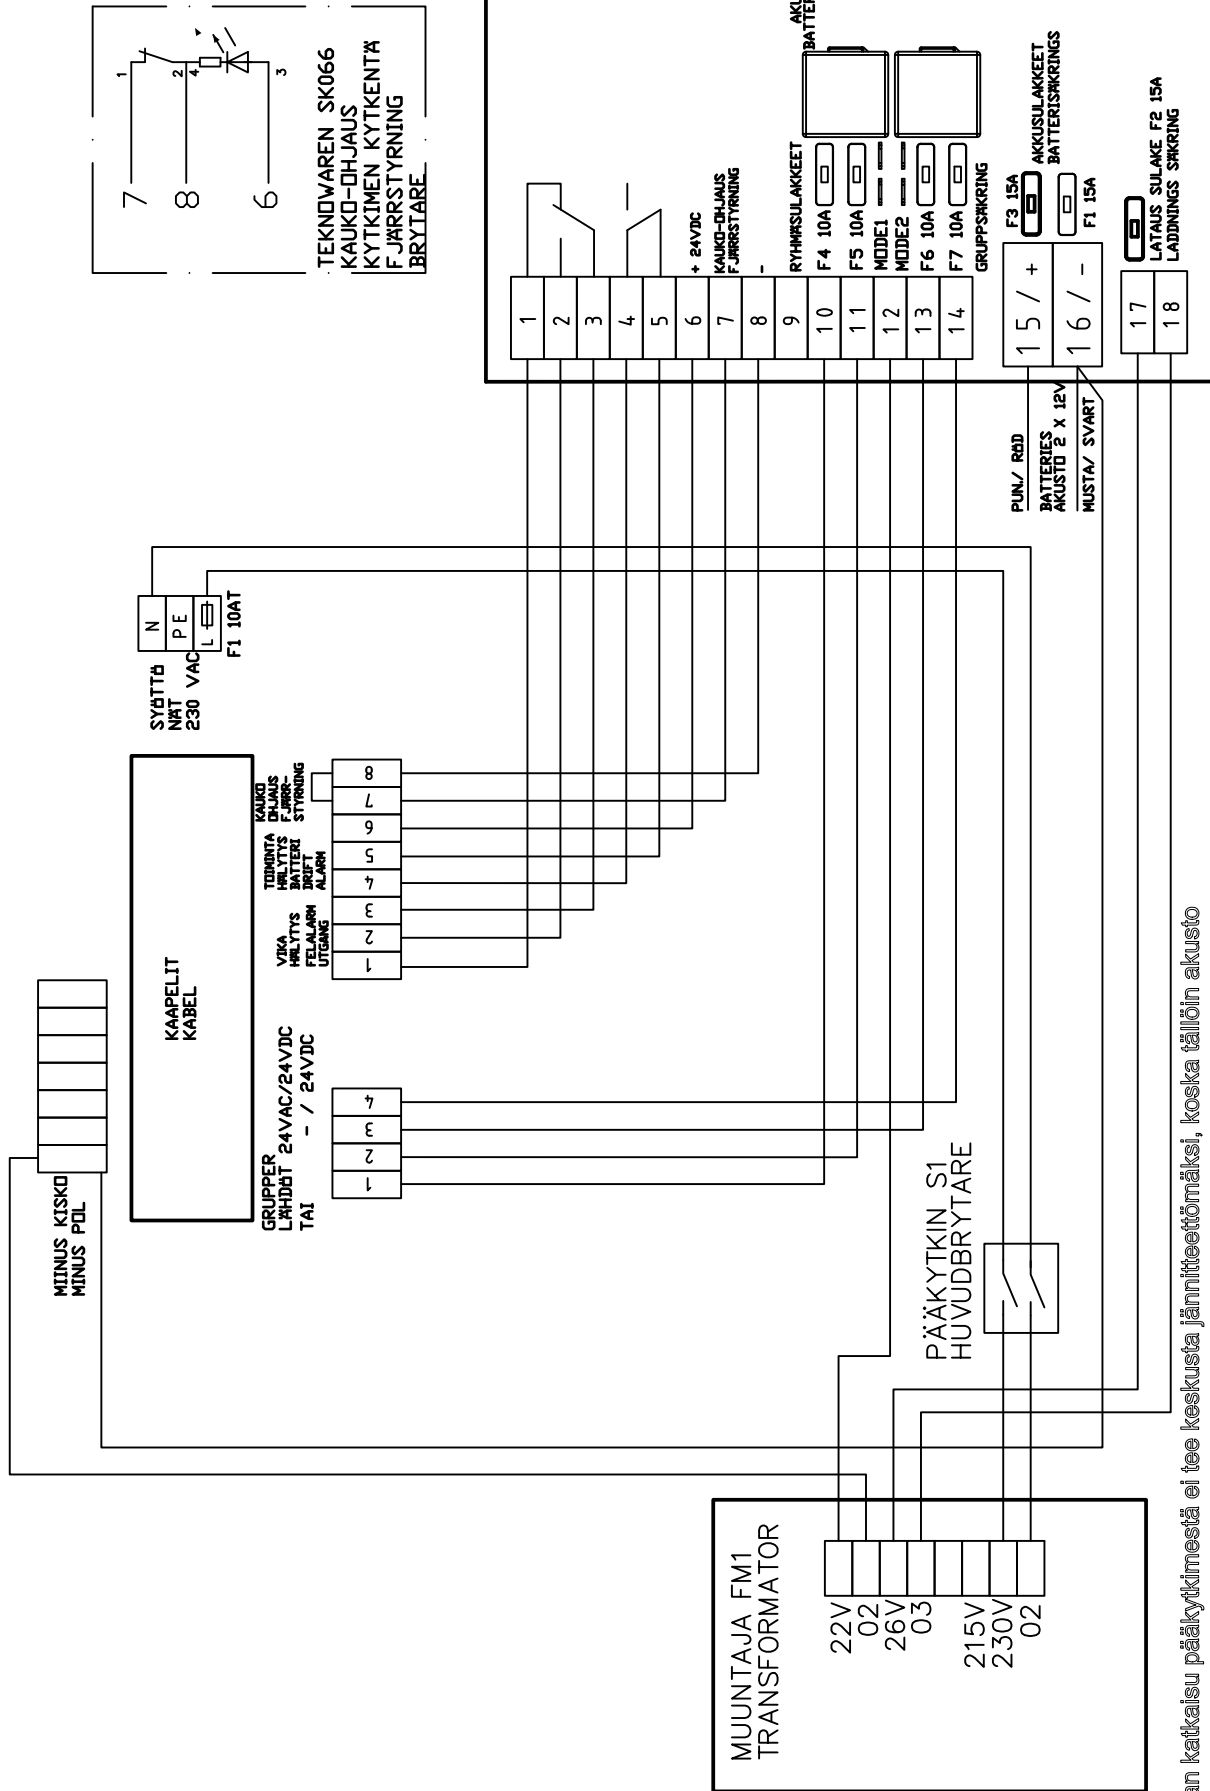 7
8
6
1
2
4
3
TEKNOWAREN SK066
KAUKO-OHJAUS
KYTKIMEN KYTKENTÄ
FJÄRRSTYRNING
BRYTARE
1
2
3
4
5
6
7
8
9
10
11
12
13
14
+ 24VDC
KAUKO-OHJAUS
FJÄRRSTYRNING
-
RYHMÄSULAKKEET
F4 10A
F5 10A
MODE1
MODE2
F6 10A
F7 10A
GRUPPSÄKRING
15/+
16/-
F3 15A
AKKUSULAKKEET
BATTERISÄKRINGS
F1 15A
17
18
LATAUS SULAKE F2 15A
LADDNINGS SÄKRING
PUN./ RÖD
BATTERIES
AKUSTO 2 X 12V
MUSTA/ SVART
N
PE
L
F1 10AT
SYÖTTÖ
NÄT
230 VAC
KAAPELIT
KABEL
KAUKO
OHJAUS
FJÄRR-
STYRNING
TOIMINTA
HÄLYTYS
BATTERI
DRIFT
ALARM
VIKA
HÄLYTYS
FELALARM
UTGANG
1
2
3
4
5
6
7
8
MIINUS KISKO
MINUS POL
GRUPPER
LÄHDÖT 24VAC/24VDC
TAI - / 24VDC
1
2
3
4
PÄÄKYTKIN S1
HUVUDBRYTARE
MUUNTAJA FM1
TRANSFORMATOR
22V
02
26V
03
215V
230V
02
katkaisu pääkytkimestä ei tee keskusta jännitteettömäksi, koska tällöin akusto